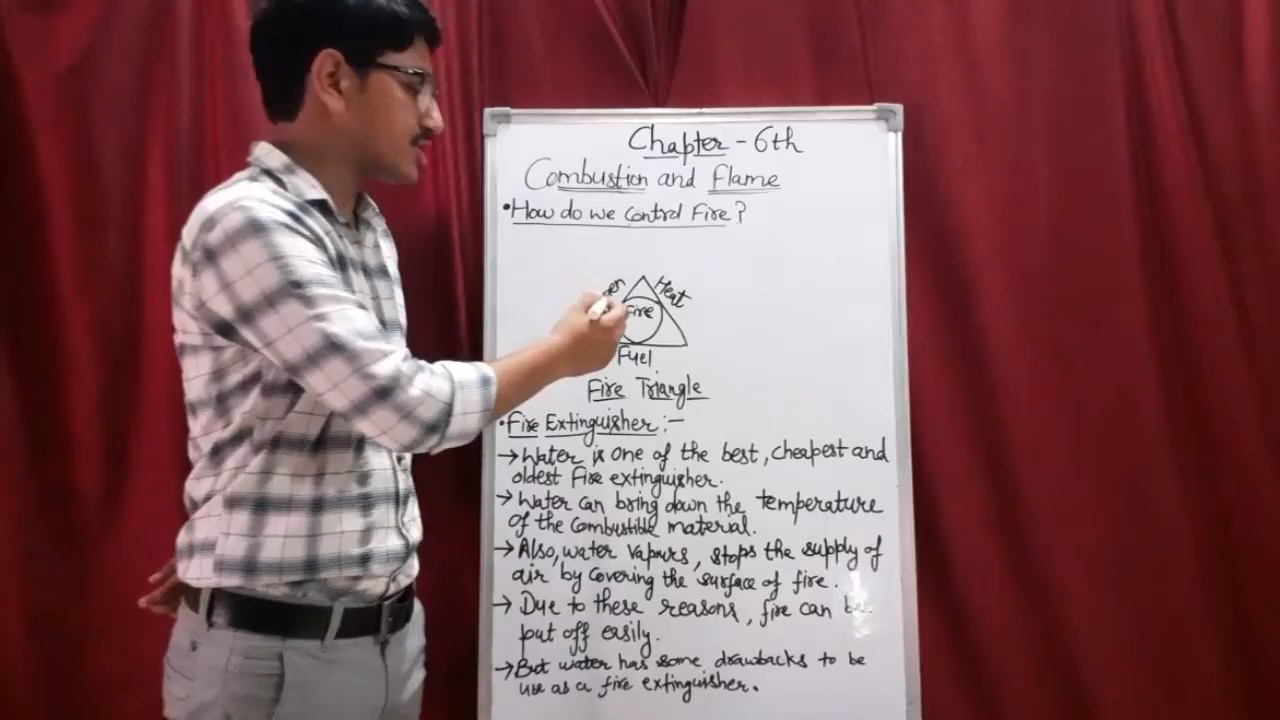 Chapter - 6th
Combustion and Flame
• How do we control Fire?
Heat
Fire
Fuel
Fire Triangle
• Fire Extinguisher :-
→ Water is one of the best, cheapest and
oldest Fire extinguisher.
→ Water can bring down the temperature
of the combustible material.
→ Also, water vapours, stops the supply of
air by covering the surface of fire.
→ Due to these reasons, fire can be
put off easily.
→ But water has some drawbacks to be
use as a fire extinguisher.